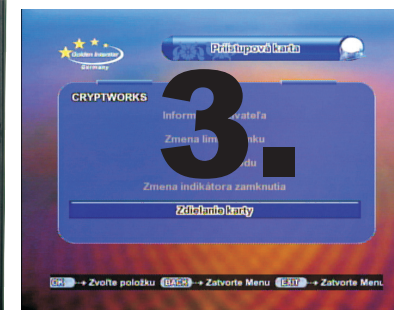 Golden Interstar
Germany
Prístupová karta
CRYPTWORKS
3.
Zmena indikátora zamknutia
Zdielanie karty
OK → Zvoľte položku BACK → Zatvorte Menu EXIT → Zatvorte Menu